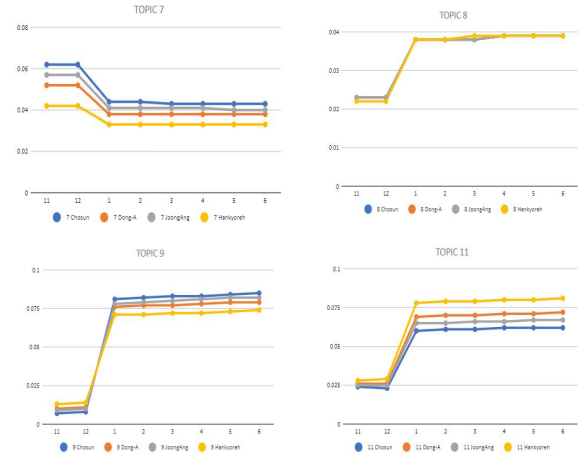 TOPIC 7
0.08
0.06
0.04
0.02
0
11 12 1 2 3 4 5 6
7 Chosun 7 Dong-A 7 JoongAng 7 Hankyoreh
TOPIC 8
0.04
0.03
0.02
0.01
0
11 12 1 2 3 4 5 6
8 Chosun 8 Dong-A 8 JoongAng 8 Hankyoreh
TOPIC 9
0.1
0.075
0.05
0.025
0
11 12 1 2 3 4 5 6
9 Chosun 9 Dong-A 9 JoongAng 9 Hankyoreh
TOPIC 11
0.1
0.075
0.05
0.025
0
11 12 1 2 3 4 5 6
11 Chosun 11 Dong-A 11 JoongAng 11 Hankyoreh